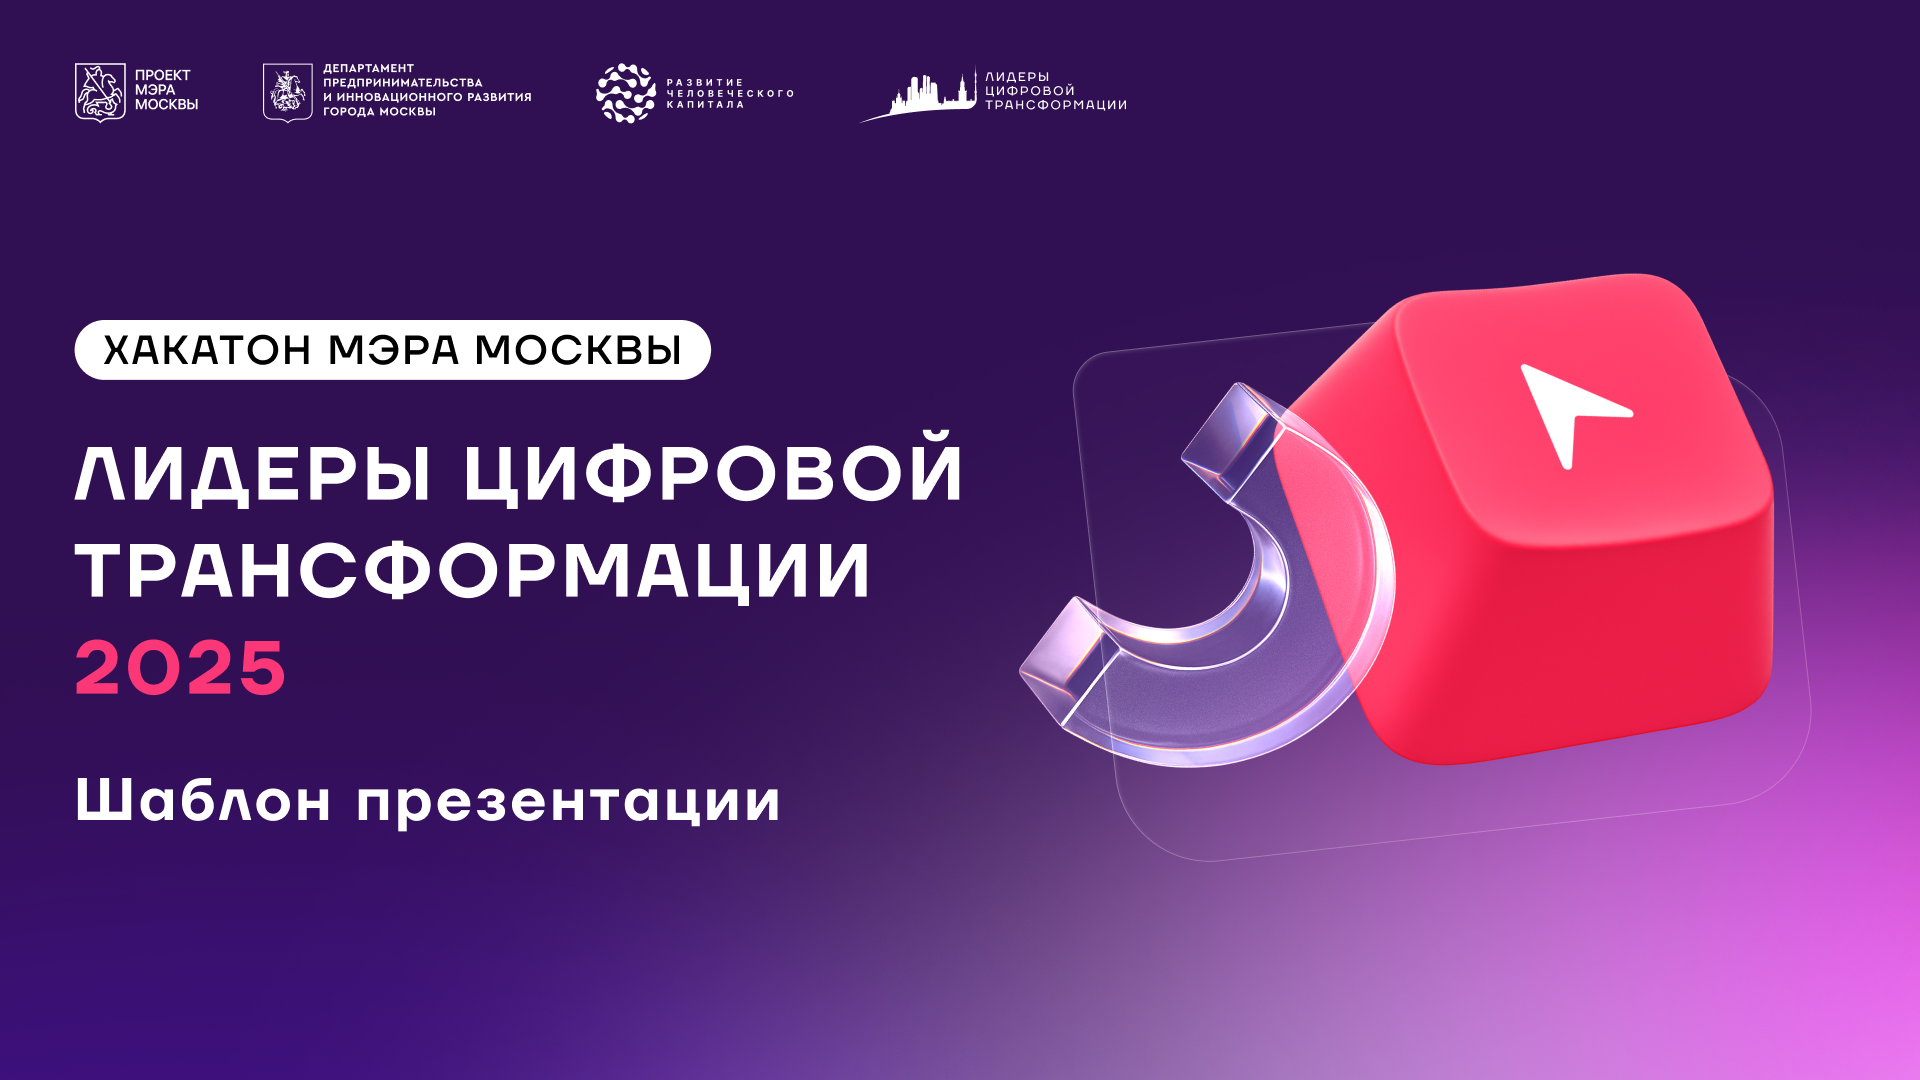 ПРОЕКТ
МЭРА
МОСКВЫ
ДЕПАРТАМЕНТ
ПРЕДПРИНИМАТЕЛЬСТВА
И ИННОВАЦИОННОГО РАЗВИТИЯ
ГОРОДА МОСКВЫ
РАЗВИТИЕ
ЧЕЛОВЕЧЕСКОГО
КАПИТАЛА
ЛИДЕРЫ
ЦИФРОВОЙ
ТРАНСФОРМАЦИИ
ХАКАТОН МЭРА МОСКВЫ
ЛИДЕРЫ ЦИФРОВОЙ
ТРАНСФОРМАЦИИ
2025
Шаблон презентации